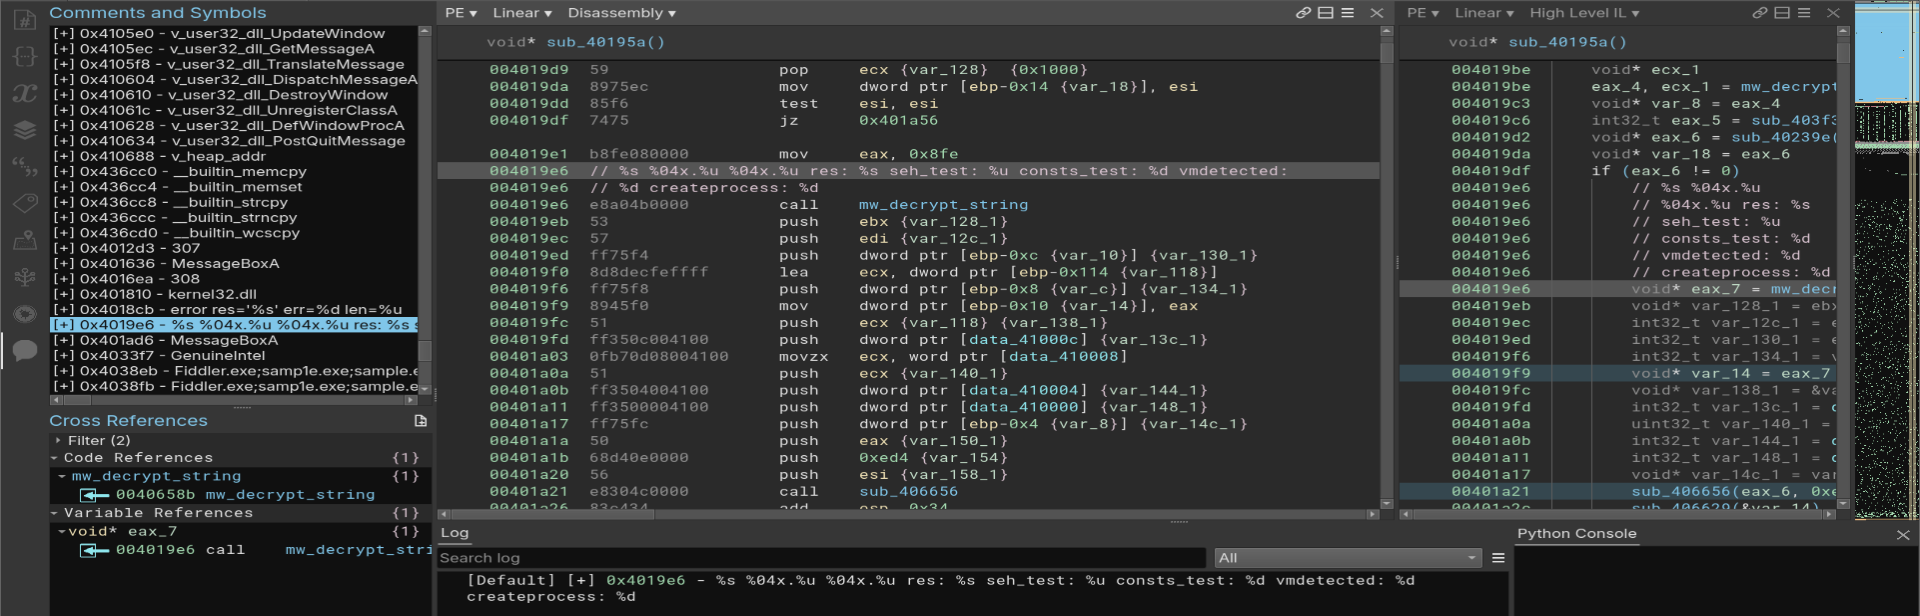 Comments and Symbols
[+] 0x4105e0 - v_user32_dll_UpdateWindow
[+] 0x4105ec - v_user32_dll_GetMessageA
[+] 0x4105f8 - v_user32_dll_TranslateMessage
[+] 0x410604 - v_user32_dll_DispatchMessageA
[+] 0x410610 - v_user32_dll_DestroyWindow
[+] 0x41061c - v_user32_dll_UnregisterClassA
[+] 0x410628 - v_user32_dll_DefWindowProcA
[+] 0x410634 - v_user32_dll_PostQuitMessage
[+] 0x410688 - v_heap_addr
[+] 0x436cc0 - __builtin_memcpy
[+] 0x436cc4 - __builtin_memset
[+] 0x436cc8 - __builtin_strcpy
[+] 0x436ccc - __builtin_strncpy
[+] 0x436cd0 - __builtin_wcscpy
[+] 0x4012d3 - 307
[+] 0x401636 - MessageBoxA
[+] 0x4016ea - 308
[+] 0x401810 - kernel32.dll
[+] 0x4018cb - error res='%s' err=%d len=%u
[+] 0x4019e6 - %s %04x.%u %04x.%u res: %s s
[+] 0x401ad6 - MessageBoxA
[+] 0x4033f7 - GenuineIntel
[+] 0x4038eb - Fiddler.exe;samp1e.exe;sample.e
[+] 0x4038fb - Fiddler.exe;samp1e.exe;sample.e
Cross References
Filter (2)
Code References {1}
mw_decrypt_string {1}
0040658b mw_decrypt_string
Variable References {1}
void* eax_7 {1}
004019e6 call mw_decrypt_stri
PE Linear Disassembly
void* sub_40195a()
004019d9 59 pop ecx {var_128} {0x1000}
004019da 8975ec mov dword ptr [ebp-0x14 {var_18}], esi
004019dd 85f6 test esi, esi
004019df 7475 jz 0x401a56
004019e1 b8fe080000 mov eax, 0x8fe
004019e6 // %s %04x.%u %04x.%u res: %s seh_test: %u consts_test: %d vmdetected:
004019e6 // %d createprocess: %d
004019e6 e8a04b0000 call mw_decrypt_string
004019eb 53 push ebx {var_128_1}
004019ec 57 push edi {var_12c_1}
004019ed ff75f4 push dword ptr [ebp-0xc {var_10}] {var_130_1}
004019f0 8d8decfeffff lea ecx, dword ptr [ebp-0x114 {var_118}]
004019f6 ff75f8 push dword ptr [ebp-0x8 {var_c}] {var_134_1}
004019f9 8945f0 mov dword ptr [ebp-0x10 {var_14}], eax
004019fc 51 push ecx {var_118} {var_138_1}
004019fd ff350c004100 push dword ptr [data_41000c] {var_13c_1}
00401a03 0fb70d08004100 movzx ecx, word ptr [data_410008]
00401a0a 51 push ecx {var_140_1}
00401a0b ff3504004100 push dword ptr [data_410004] {var_144_1}
00401a11 ff3500004100 push dword ptr [data_410000] {var_148_1}
00401a17 ff75fc push dword ptr [ebp-0x4 {var_8}] {var_14c_1}
00401a1a 50 push eax {var_150_1}
00401a1b 68d40e0000 push 0xed4 {var_154}
00401a20 56 push esi {var_158_1}
00401a21 e8304c0000 call sub_406656
00401a26 83c434 add esp, 0x34
PE Linear High Level IL
void* sub_40195a()
004019be void* ecx_1
004019be eax_4, ecx_1 = mw_decrypt
004019c3 void* var_8 = eax_4
004019c6 int32_t eax_5 = sub_403f3
004019d2 void* eax_6 = sub_40239e(
004019da void* var_18 = eax_6
004019df if (eax_6 != 0)
004019e6 // %s %04x.%u
004019e6 // %04x.%u res: %s
004019e6 // seh_test: %u
004019e6 // consts_test: %d
004019e6 // vmdetected: %d
004019e6 // createprocess: %d
004019e6 void* eax_7 = mw_decr
004019eb void* var_128_1 = ebx
004019ec int32_t var_12c_1 = e
004019ed int32_t var_130_1 =
004019f6 int32_t var_134_1 = v
004019f9 void* var_14 = eax_7
004019fc void* var_138_1 = &va
004019fd int32_t var_13c_1 = d
00401a0a uint32_t var_140_1 =
00401a0b int32_t var_144_1 = d
00401a11 int32_t var_148_1 = d
00401a17 void* var_14c_1 = var
00401a21 sub_406656(eax_6, 0xe
00401a2c sub_406629(&var_14)
Log
Search log All
[Default] [+] 0x4019e6 - %s %04x.%u %04x.%u res: %s seh_test: %u consts_test: %d vmdetected: %d
createprocess: %d
Python Console